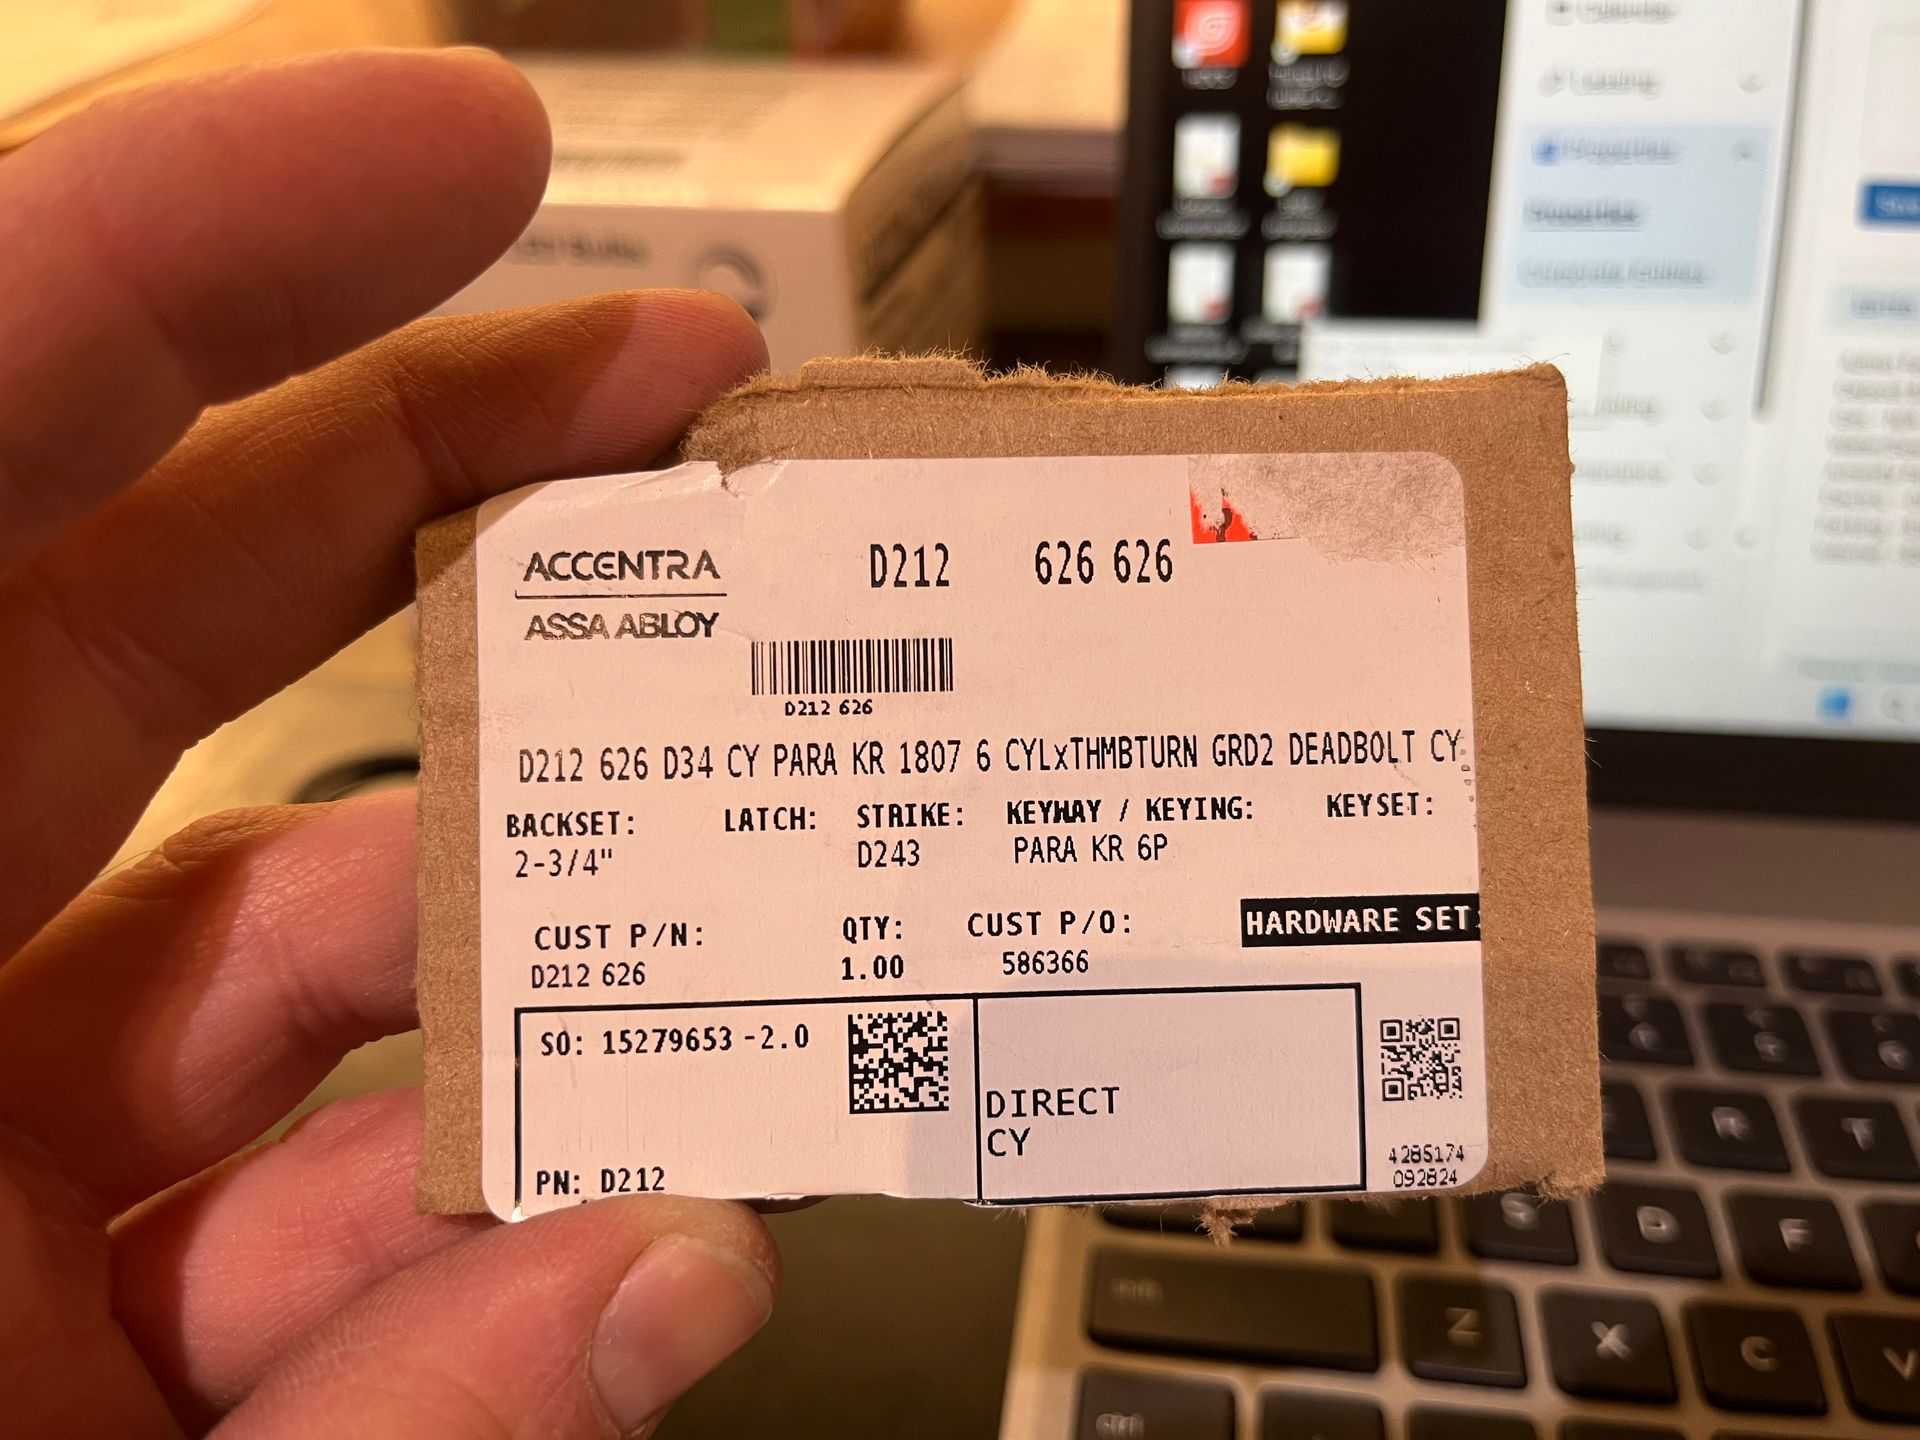 ACCENTRA
ASSA ABLOY
D212 626 626
D212 626
D212 626 D34 CY PARA KR 1807 6 CYLxTHMBTURN GRD2 DEADBOLT CY
BACKSET: LATCH: STRIKE: KEYWAY / KEYING: KEYSET:
2-3/4" D243 PARA KR 6P
CUST P/N: QTY: CUST P/O: HARDWARE SET:
D212 626 1.00 586366
SO: 15279653 -2.0
DIRECT
CY
PN: D212
4285174
092824
R T
S D F
Z X C V